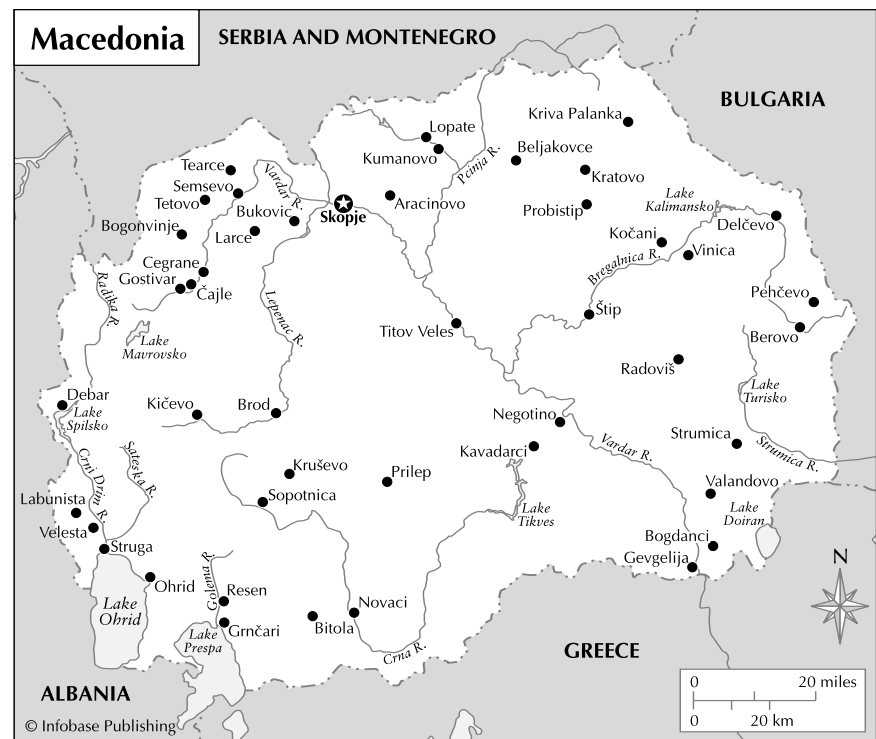 Macedonia
SERBIA AND MONTENEGRO
BULGARIA
Kriva Palanka
Lopate
Kumanovo
Pcinja R.
Beljakovce
Kratovo
Tearce
Semsevo
Tetovo
Vardar R.
Bukovic
Skopje
Aracinovo
Probistip
Lake
Kalimansko
Delčevo
Bogonvinje
Larce
Kočani
Vinica
Bregalnica R.
Cegrane
Gostivar
Čajle
Radika R.
Lepenac R.
Pehčevo
Štip
Titov Veles
Berovo
Lake
Mavrovsko
Radoviš
Debar
Lake
Spilsko
Kičevo
Brod
Lake
Turisko
Negotino
Strumica
Strumica R.
Vardar R.
Kavadarci
Crni Drim R.
Sateska R.
Kruševo
Prilep
Sopotnica
Valandovo
Labunista
Velesta
Lake
Tikves
Lake
Doiran
Struga
Bogdanci
Gevgelija
N
Ohrid
Golema R.
Resen
Novaci
Lake
Ohrid
Grnčari
Bitola
Lake
Prespa
Crna R.
GREECE
ALBANIA
0
20 miles
0
20 km
© Infobase Publishing